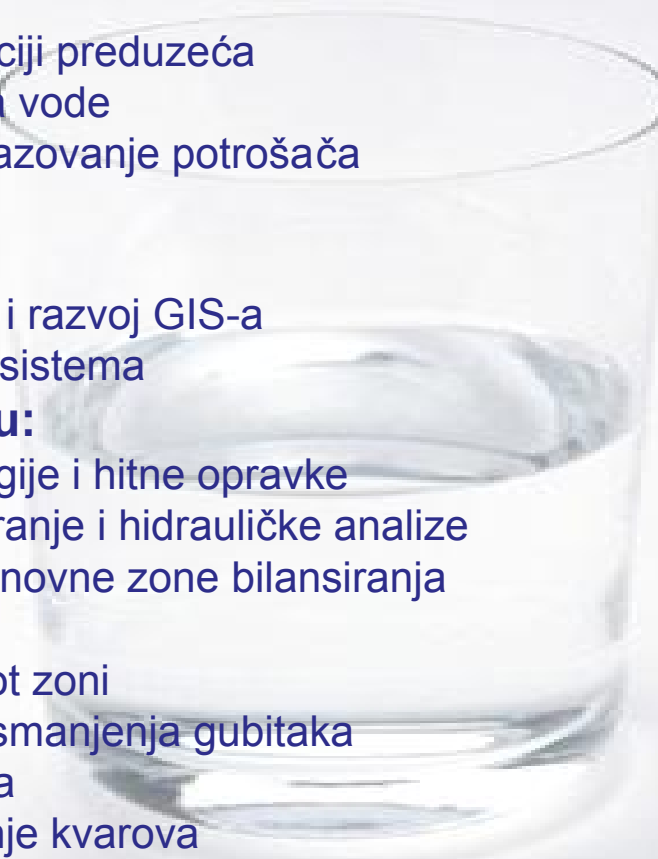 ciji preduzeća
vode
azovanje potrošača
i razvoj GIS-a
sistema
u:
gije i hitne opravke
ranje i hidrauličke analize
novne zone bilansiranja
ot zoni
smanjenja gubitaka
a
nje kvarova